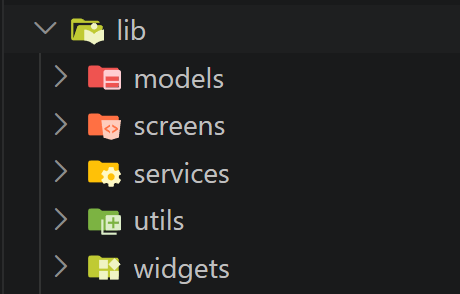 lib
models
screens
services
utils
widgets